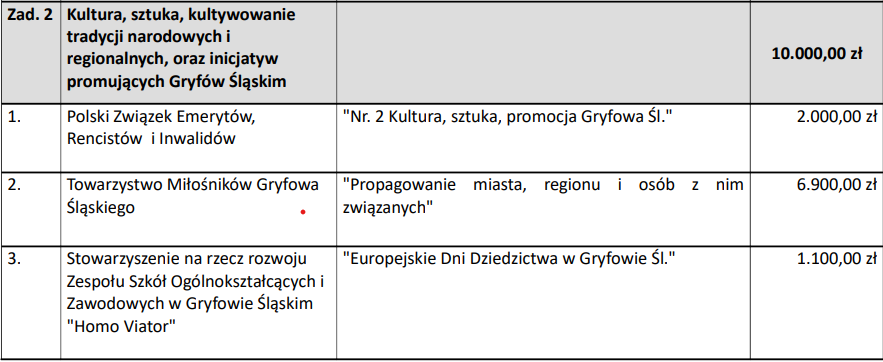 Zad. 2 Kultura, sztuka, kultywowanie
tradycji narodowych i
regionalnych, oraz inicjatyw
promujących Gryfów Śląskim
10.000,00 zł
1. Polski Związek Emerytów,
Rencistów i Inwalidów
"Nr. 2 Kultura, sztuka, promocja Gryfowa Śl."
2.000,00 zł
2. Towarzystwo Miłośników Gryfowa
Śląskiego
"Propagowanie miasta, regionu i osób z nim
związanych"
6.900,00 zł
3. Stowarzyszenie na rzecz rozwoju
Zespołu Szkół Ogólnokształcących i
Zawodowych w Gryfowie Śląskim
"Homo Viator"
"Europejskie Dni Dziedzictwa w Gryfowie Śl."
1.100,00 zł